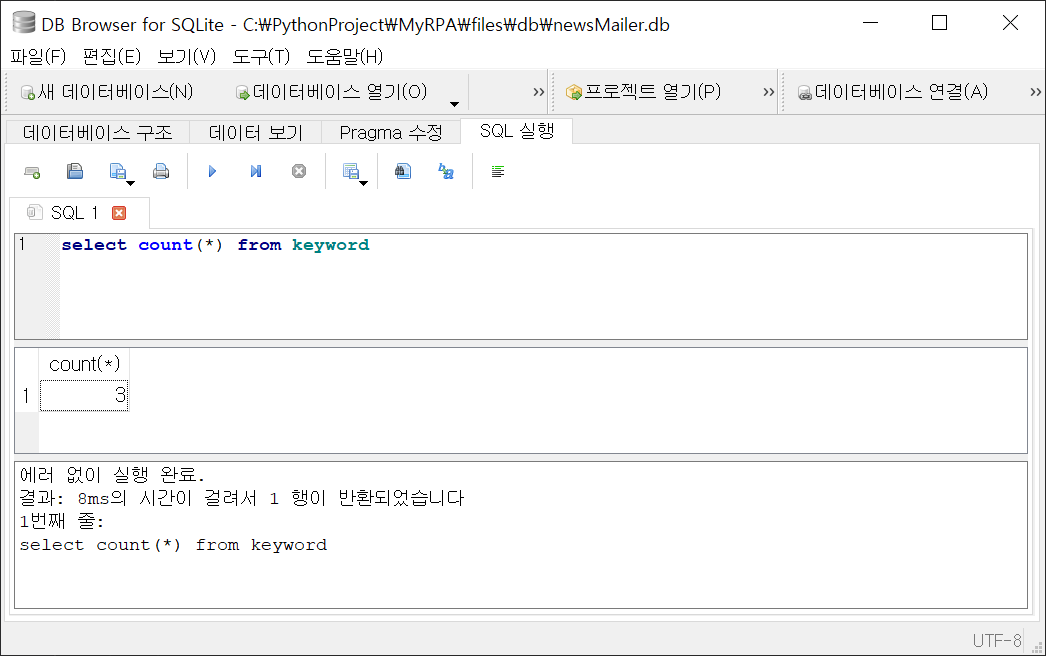 DB Browser for SQLite - C:₩PythonProject₩MyRPA₩files₩db₩newsMailer.db
파일(F) 편집(E) 보기(V) 도구(T) 도움말(H)
새 데이터베이스(N) 데이터베이스 열기(O) » 프로젝트 열기(P) » 데이터베이스 연결(A) »
데이터베이스 구조 데이터 보기 Pragma 수정 SQL 실행
SQL 1
1 select count(*) from keyword
count(*)
1 3
에러 없이 실행 완료.
결과: 8ms의 시간이 걸려서 1 행이 반환되었습니다
1번째 줄:
select count(*) from keyword
UTF-8